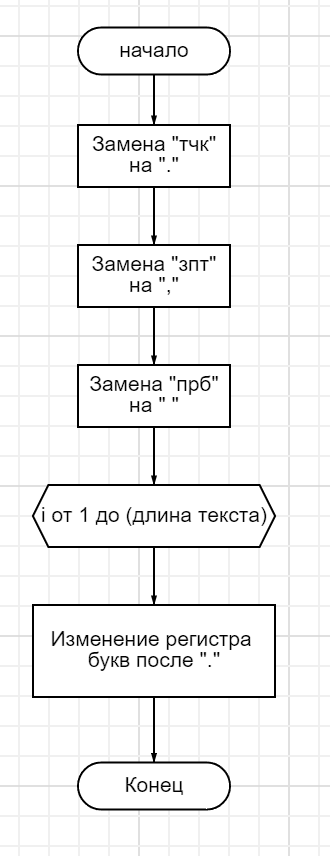 начало
Замена "тчк"
на "."
Замена "зпт"
на ","
Замена "прб"
на " "
i от 1 до (длина текста)
Изменение регистра
букв после "."
Конец